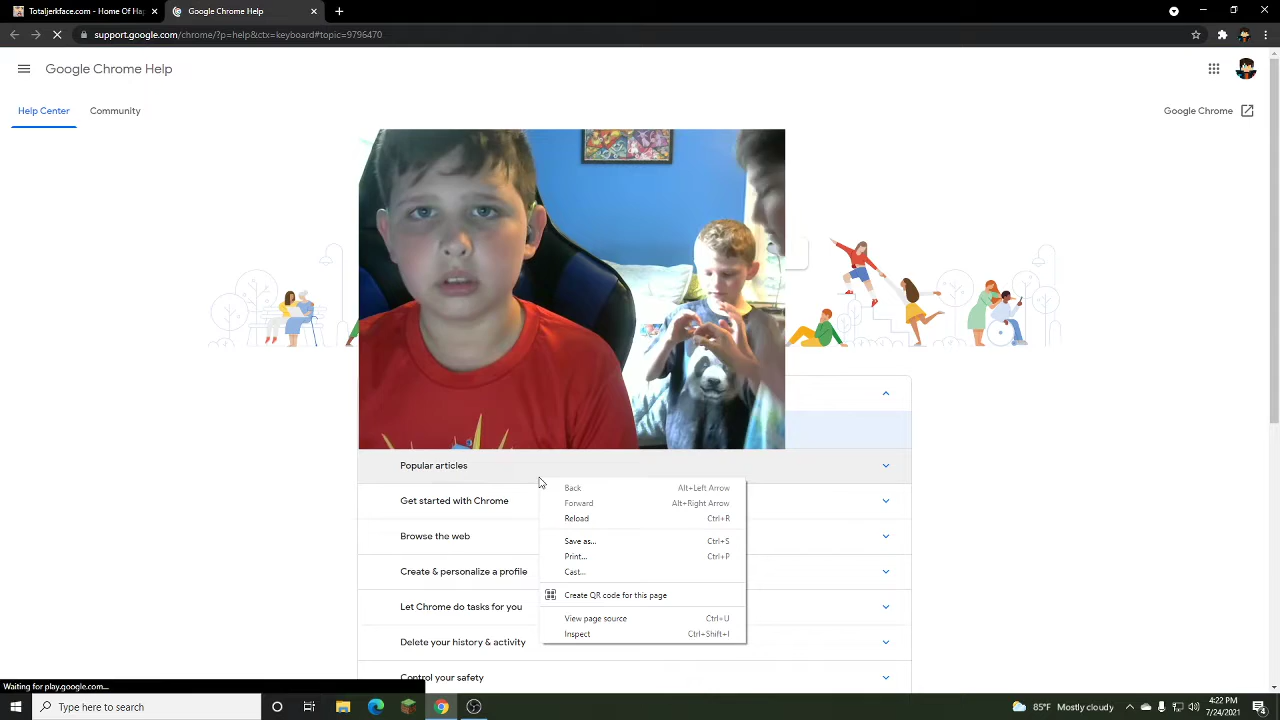 Totaljerkface.com - Home Of Ha
Google Chrome Help
support.google.com/chrome/?p=help&ctx=keyboard#topic=9796470
Google Chrome Help
Help Center
Community
Google Chrome
Popular articles
Get started with Chrome
Browse the web
Create & personalize a profile
Let Chrome do tasks for you
Delete your history & activity
Control your safety
Back Alt+Left Arrow
Forward Alt+Right Arrow
Reload Ctrl+R
Save as... Ctrl+S
Print... Ctrl+P
Cast...
Create QR code for this page
View page source Ctrl+U
Inspect Ctrl+Shift+I
Waiting for play.google.com...
Type here to search
85°F Mostly cloudy
4:22 PM
7/24/2021
4